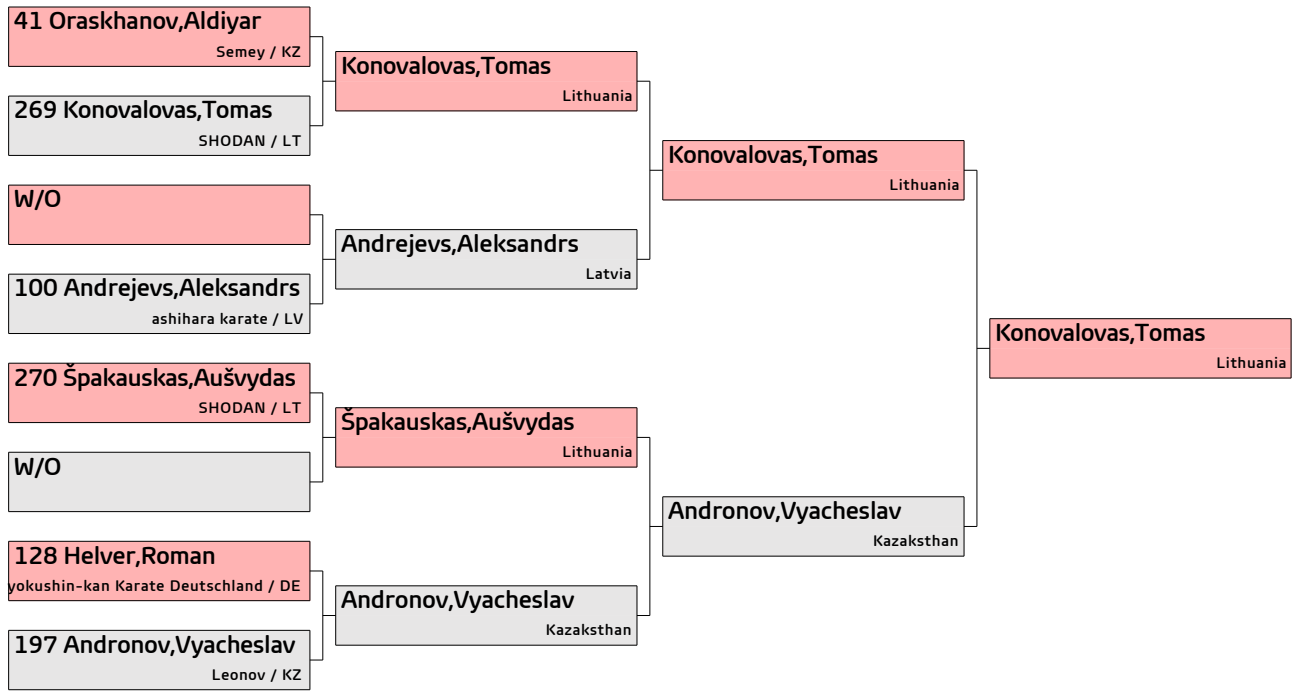 41 Oraskhanov,Aldiyar
Semey / KZ
269 Konovalovas,Tomas
SHODAN / LT
W/O
100 Andrejevs,Aleksandrs
ashihara karate / LV
270 Špakauskas,Aušvydas
SHODAN / LT
W/O
128 Helver,Roman
yokushin-kan Karate Deutschland / DE
197 Andronov,Vyacheslav
Leonov / KZ
Konovalovas,Tomas
Lithuania
Andrejevs,Aleksandrs
Latvia
Špakauskas,Aušvydas
Lithuania
Andronov,Vyacheslav
Kazaksthan
Konovalovas,Tomas
Lithuania
Andronov,Vyacheslav
Kazaksthan
Konovalovas,Tomas
Lithuania